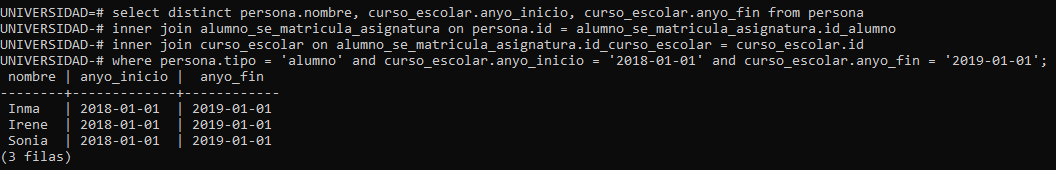 UNIVERSIDAD=# select distinct persona.nombre, curso_escolar.anyo_inicio, curso_escolar.anyo_fin from persona
UNIVERSIDAD-# inner join alumno_se_matricula_asignatura on persona.id = alumno_se_matricula_asignatura.id_alumno
UNIVERSIDAD-# inner join curso_escolar on alumno_se_matricula_asignatura.id_curso_escolar = curso_escolar.id
UNIVERSIDAD-# where persona.tipo = 'alumno' and curso_escolar.anyo_inicio = '2018-01-01' and curso_escolar.anyo_fin = '2019-01-01';
 nombre | anyo_inicio |  anyo_fin
--------+-------------+------------
 Inma   | 2018-01-01  | 2019-01-01
 Irene  | 2018-01-01  | 2019-01-01
 Sonia  | 2018-01-01  | 2019-01-01
(3 filas)